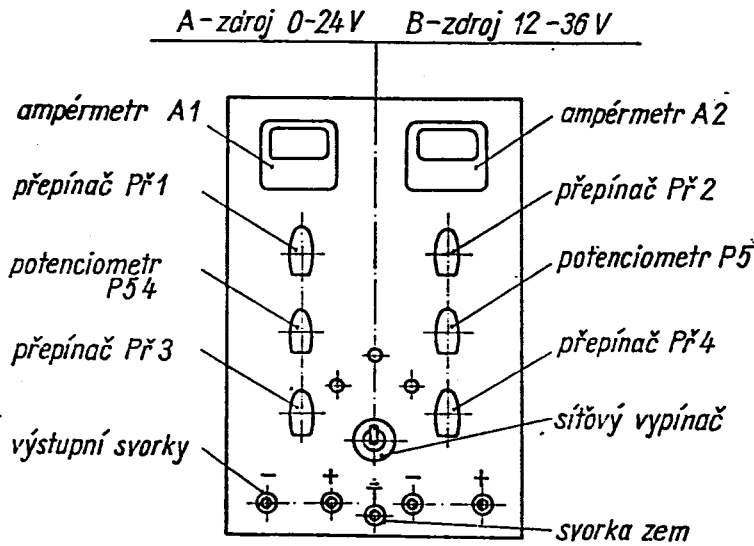 A-zdroj 0-24V B-zdroj 12-36V
ampérmetr A1
ampérmetr A2
přepínač Př1
přepínač Př2
potenciometr
P54
potenciometr P5
přepínač Př3
přepínač Př4
síťový vypínač
výstupní svorky
- + - +
svorka zem